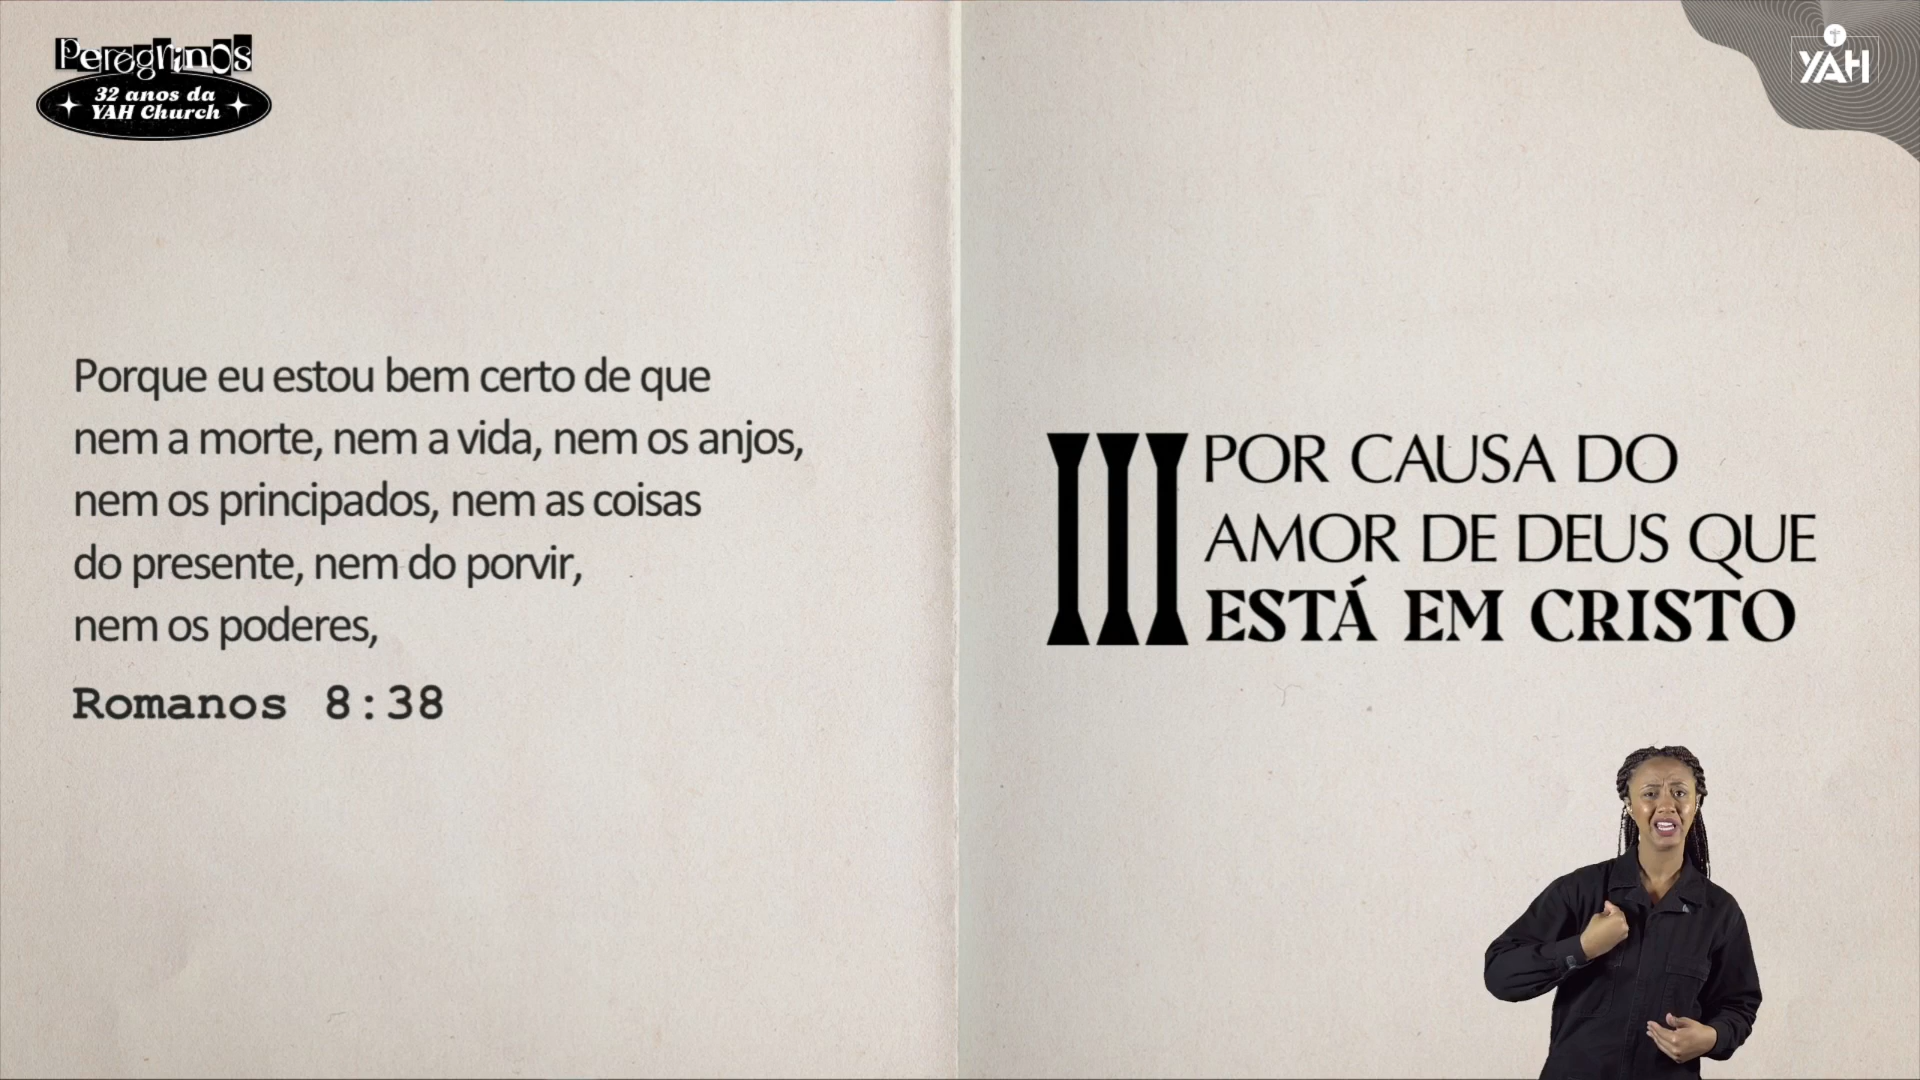 Peregrinos
32 anos da
YAH Church
YAH
Porque eu estou bem certo de que
nem a morte, nem a vida, nem os anjos,
nem os principados, nem as coisas
do presente, nem do porvir,
nem os poderes,
Romanos 8:38
III POR CAUSA DO
AMOR DE DEUS QUE
ESTÁ EM CRISTO